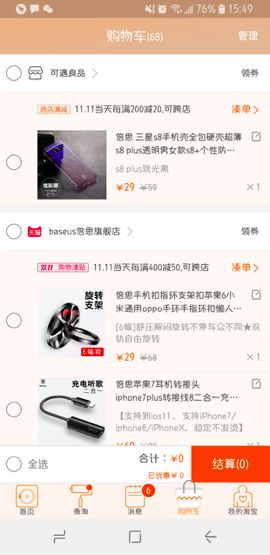 76% 15:49
购物车(68)
管理
可遇良品 > 领券
跨店满减 11.11当天每满200减20,可跨店 凑单 >
倍思 三星s8手机壳全包硬壳超薄
s8 plus透明男女款s8+个性防…
s8 plus琉光黑
¥29 ¥59 ×1
炫彩黑
天猫 baseus倍思旗舰店 > 领券
双11 购物津贴 11.11当天每满400减50,可跨店 凑单 >
旋转
支架
6幅款
倍思手机扣指环支架扣苹果6小
米通用oppo手环手指环扣懒人…
[6幅]舒压解闷旋转不停与众不同★双
轨自由旋转
¥29 ¥68 ×1
充电听歌
二合一
倍思苹果7耳机转接头
iphone7plus转接线8二合一充…
【支持到ios11，支持iPhone7/
iphone8/iPhoneX，稳定不发烫】
全选
合计：¥0
已优惠¥0
结算(0)
首页
微淘
6
消息
购物车
我的淘宝